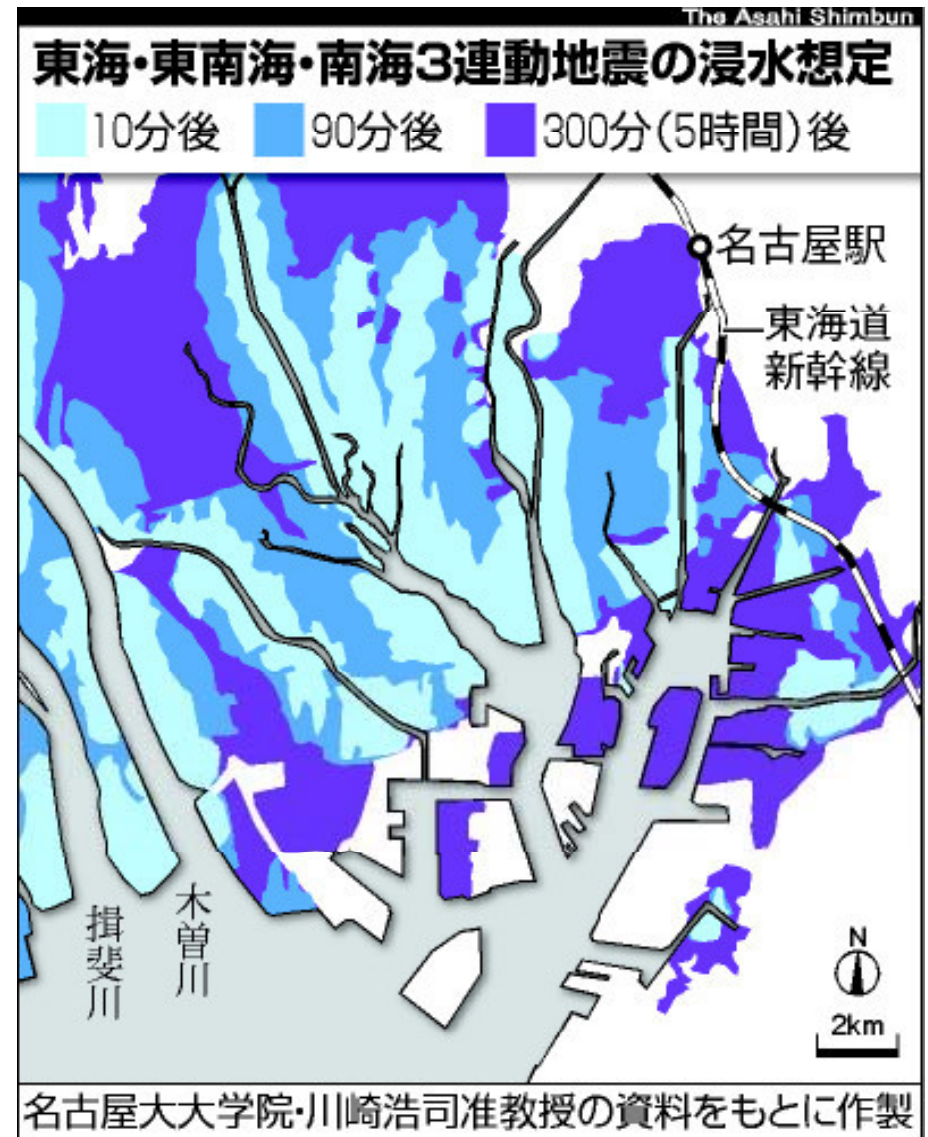 The Asahi Shimbun
東海・東南海・南海3連動地震の浸水想定
10分後 90分後 300分(5時間)後
名古屋駅
東海道
新幹線
木曽川
揖斐川
N
2km
名古屋大大学院・川崎浩司准教授の資料をもとに作製